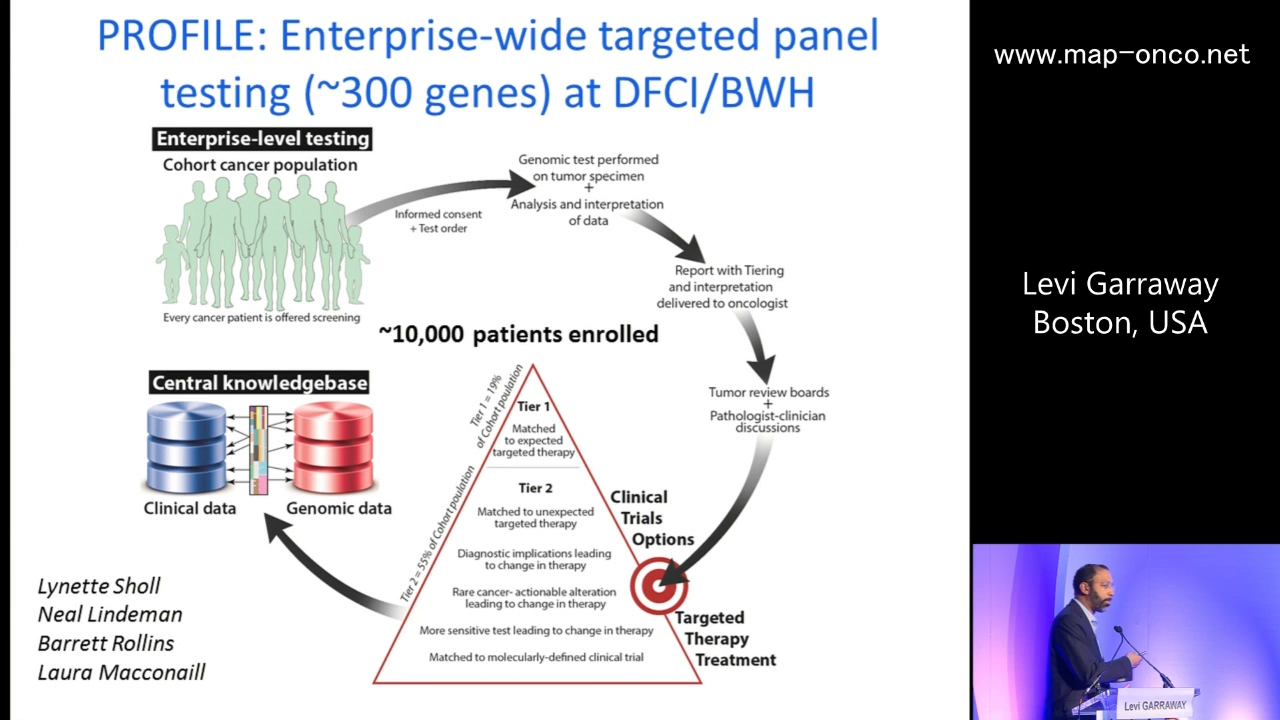 PROFILE: Enterprise-wide targeted panel
testing (~300 genes) at DFCI/BWH
Enterprise-level testing
Cohort cancer population
Every cancer patient is offered screening
Informed consent
+ Test order
Genomic test performed
on tumor specimen
+
Analysis and interpretation
of data
Report with Tiering
and interpretation
delivered to oncologist
~10,000 patients enrolled
Tumor review boards
+
Pathologist-clinician
discussions
Central knowledgebase
Clinical data
Genomic data
Tier 1 = 19%
of Cohort poulation
Tier 2 = 55% of Cohort poulation
Tier 1
Matched
to expected
targeted therapy
Tier 2
Matched to unexpected
targeted therapy
Diagnostic implications leading
to change in therapy
Rare cancer- actionable alteration
leading to change in therapy
More sensitive test leading to change in therapy
Matched to molecularly-defined clinical trial
Clinical
Trials
Options
Targeted
Therapy
Treatment
Lynette Sholl
Neal Lindeman
Barrett Rollins
Laura Macconaill
www.map-onco.net
Levi Garraway
Boston, USA
Levi GARRAWAY